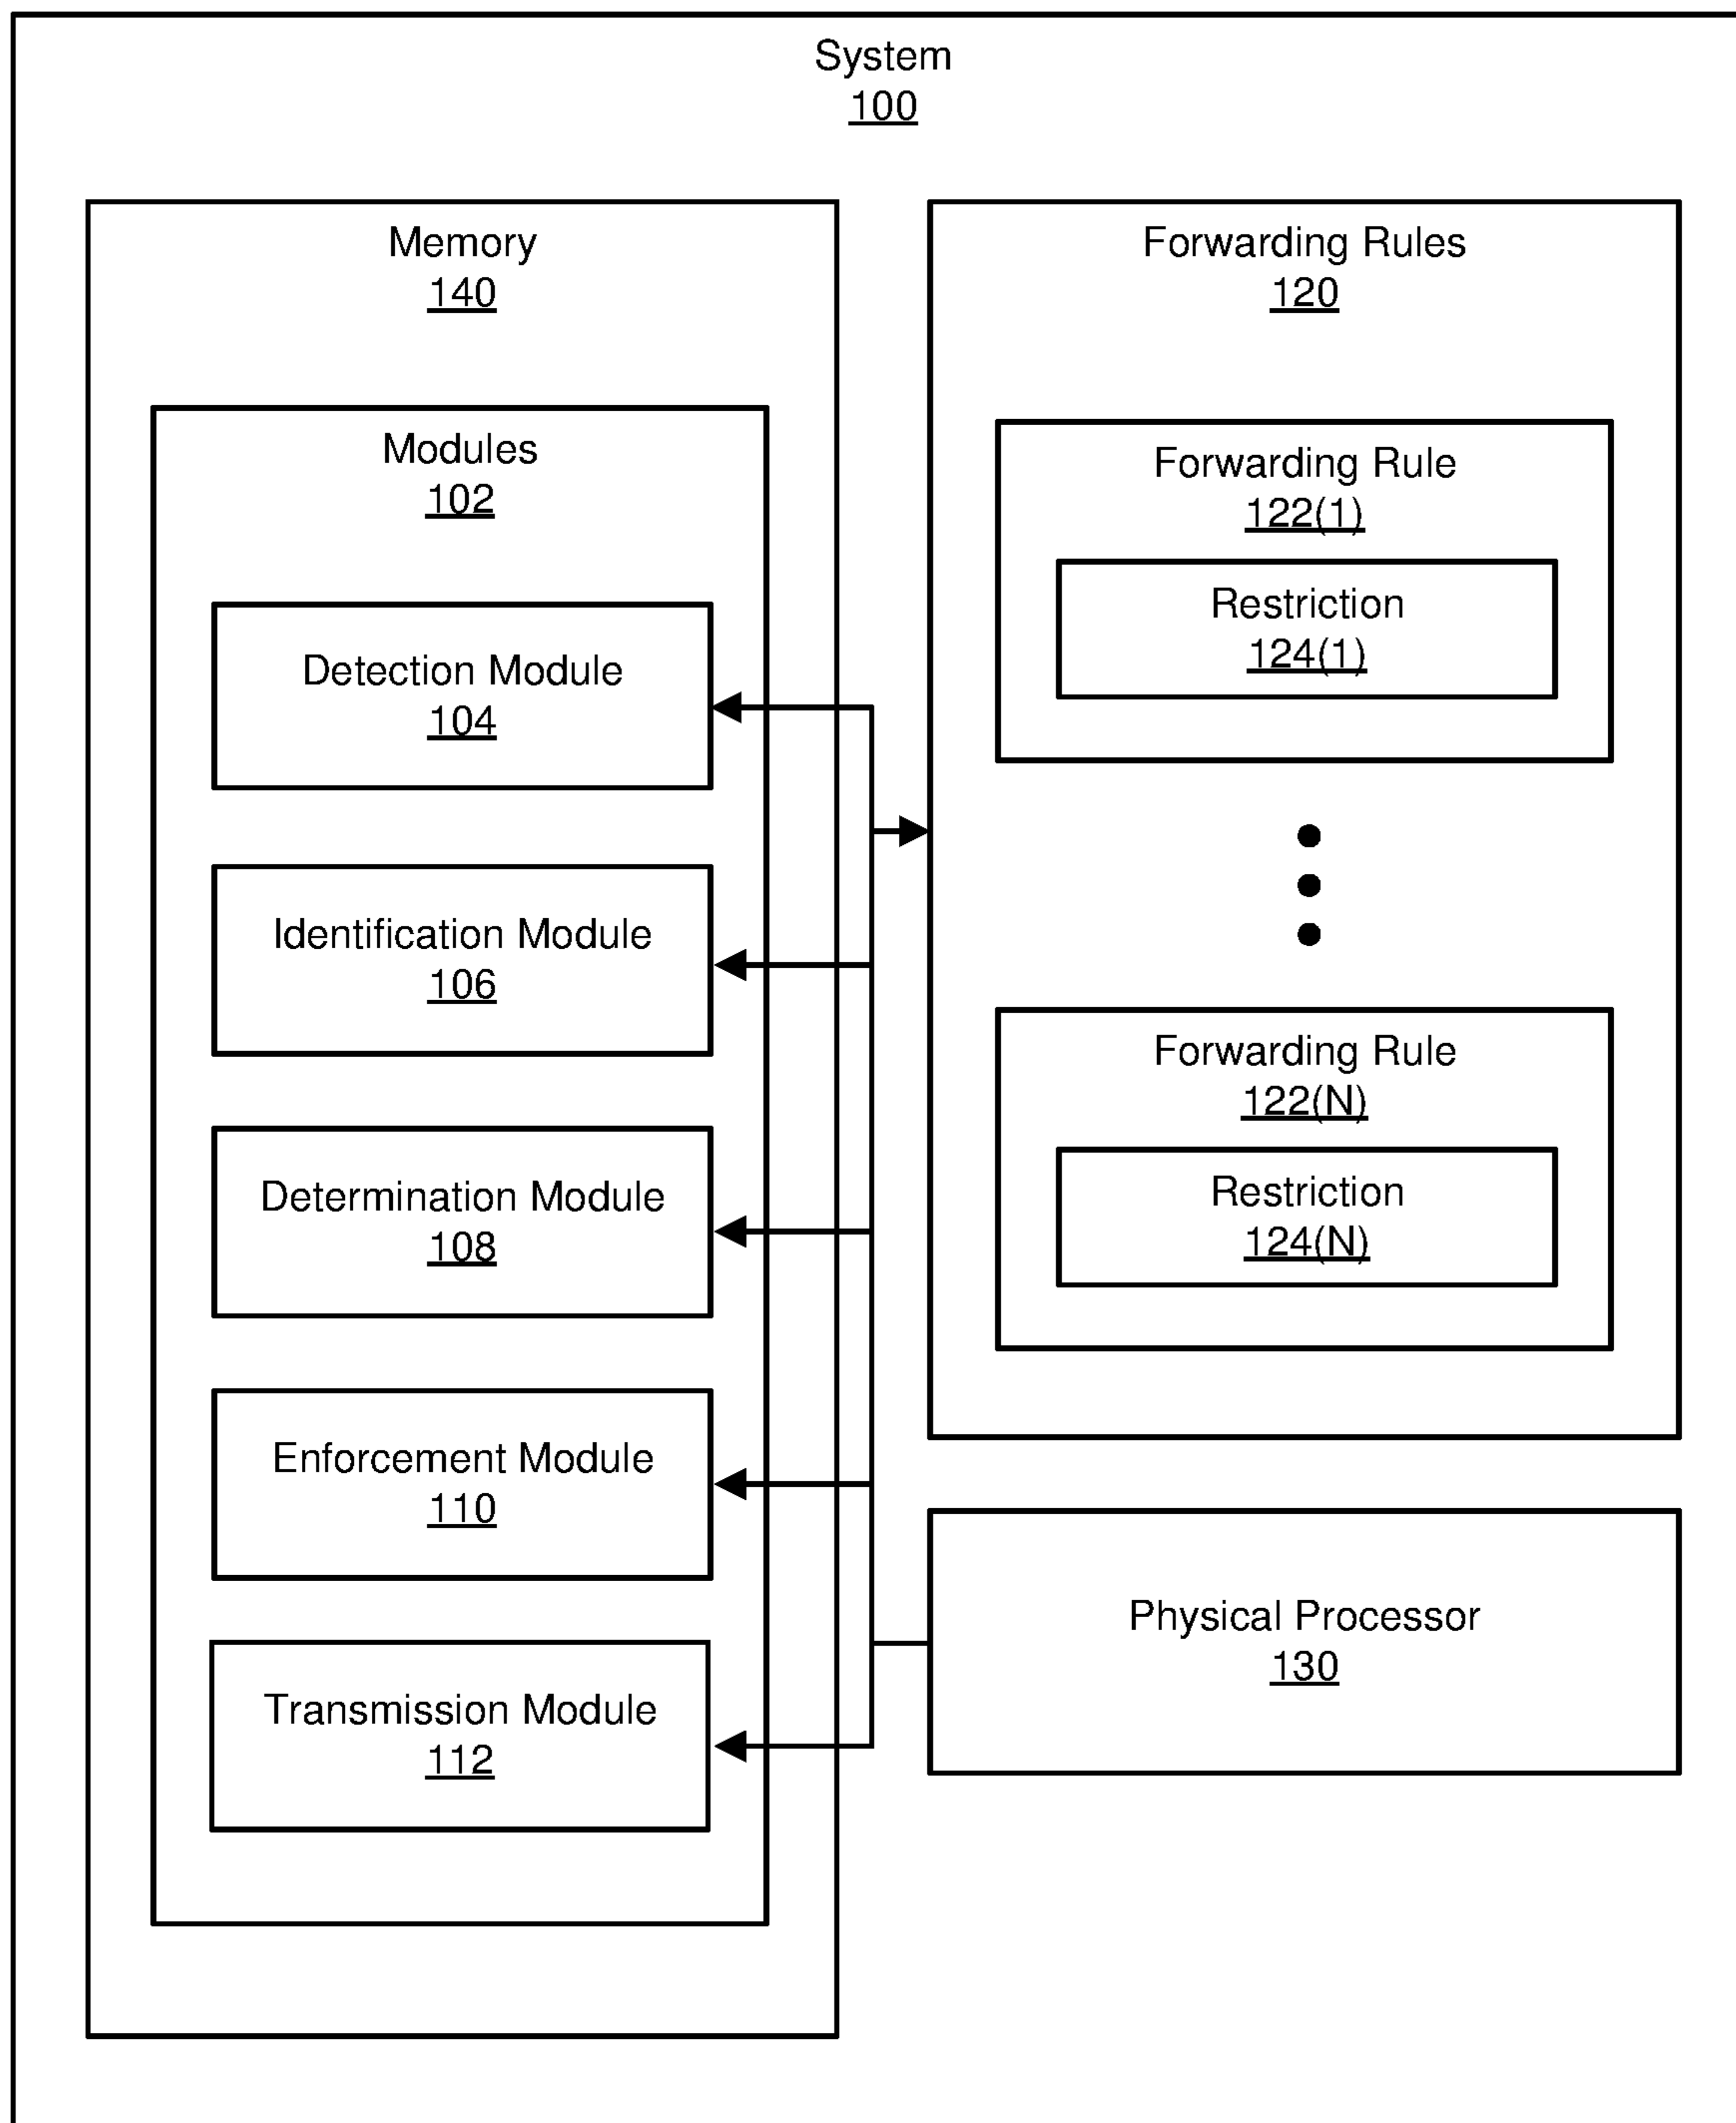 System
100
Memory
140
Modules
102
Detection Module
104
Identification Module
106
Determination Module
108
Enforcement Module
110
Transmission Module
112
Forwarding Rules
120
Forwarding Rule
122(1)
Restriction
124(1)
Forwarding Rule
122(N)
Restriction
124(N)
Physical Processor
130